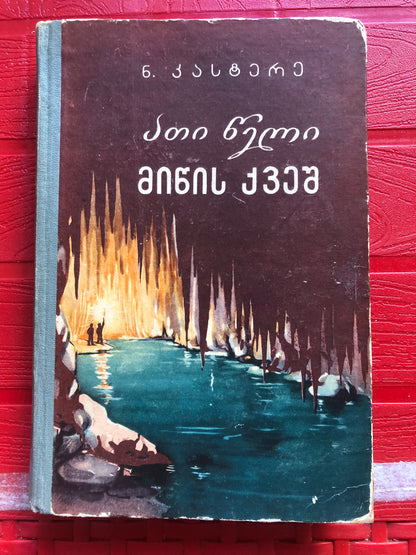 ნ. კასტერე
ათი წელი
მიწის ქვეშ